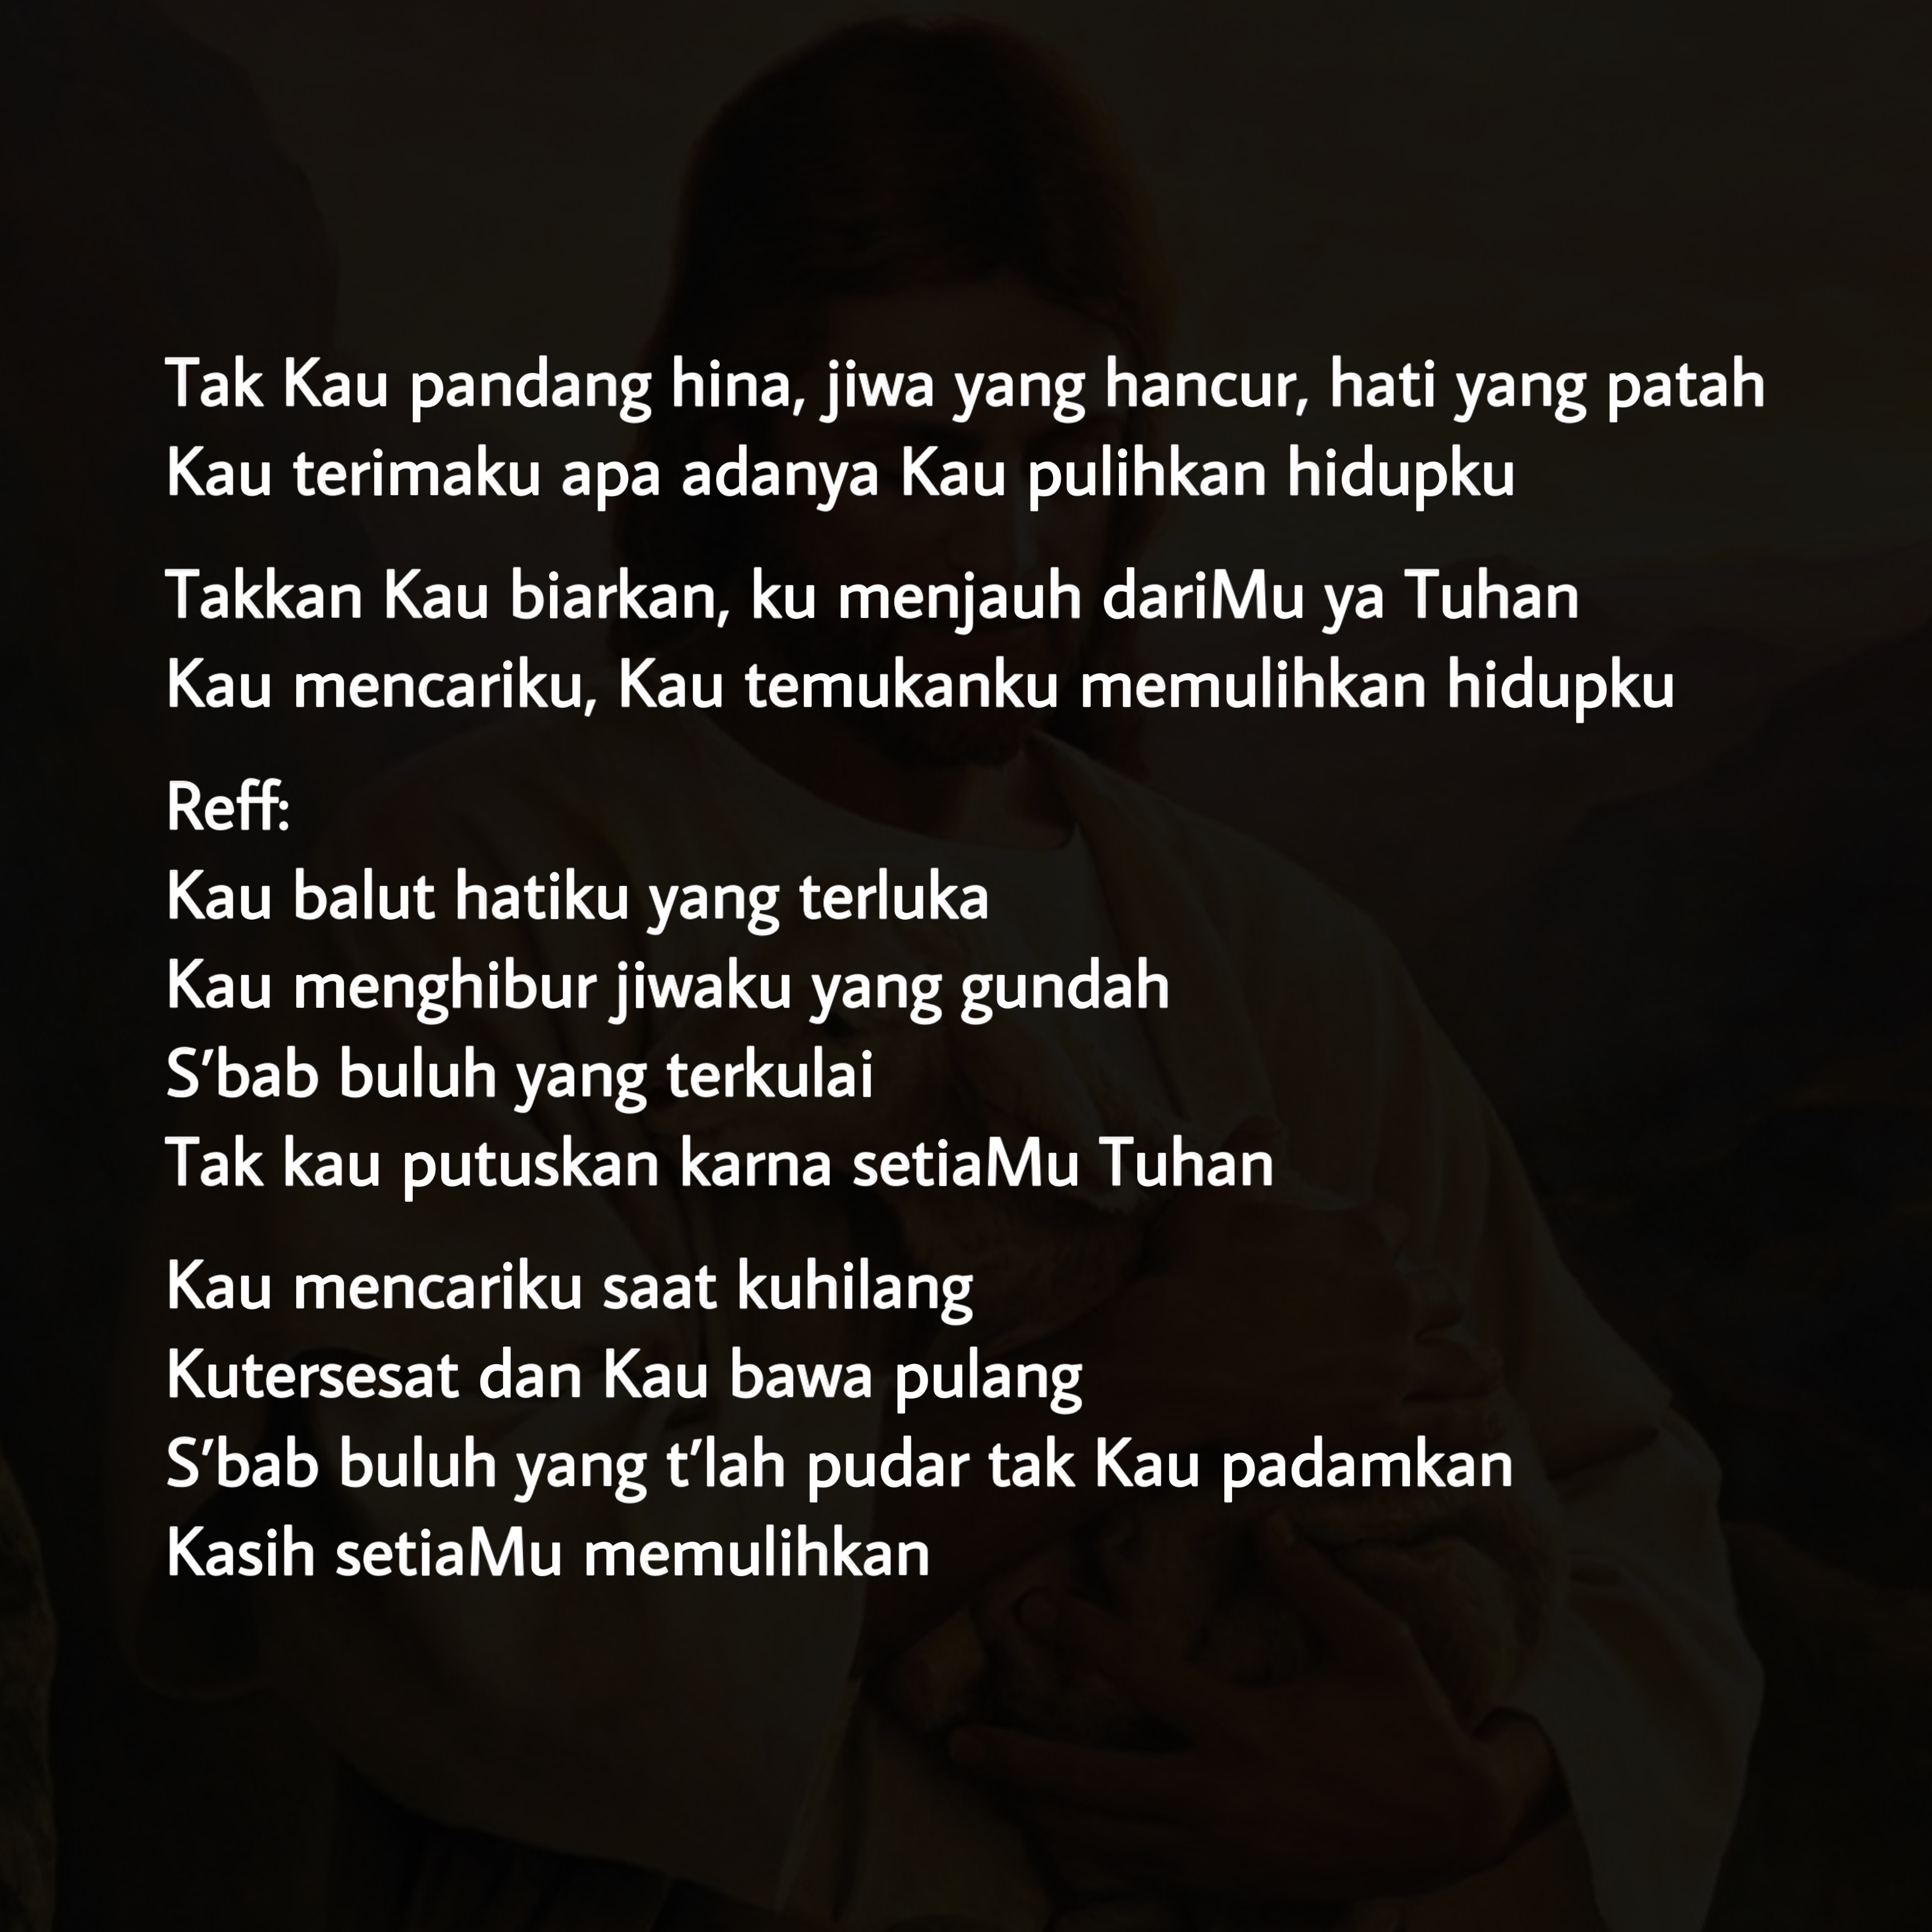 Tak Kau pandang hina, jiwa yang hancur, hati yang patah
Kau terimaku apa adanya Kau pulihkan hidupku
Takkan Kau biarkan, ku menjauh dariMu ya Tuhan
Kau mencariku, Kau temukanku memulihkan hidupku
Reff:
Kau balut hatiku yang terluka
Kau menghibur jiwaku yang gundah
S’bab buluh yang terkulai
Tak kau putuskan karna setiaMu Tuhan
Kau mencariku saat kuhilang
Kutersesat dan Kau bawa pulang
S’bab buluh yang t’lah pudar tak Kau padamkan
Kasih setiaMu memulihkan